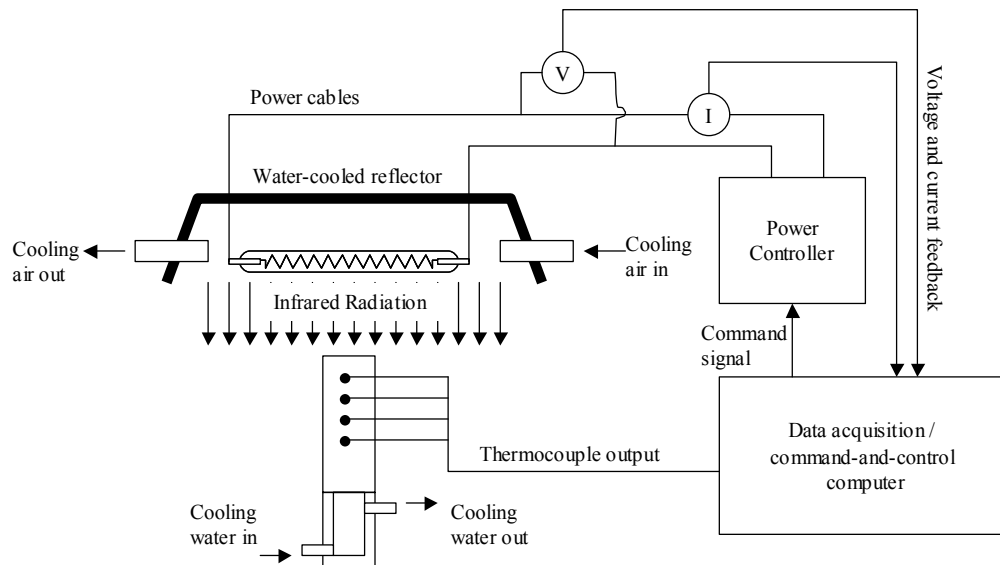 V
Power cables
I
Voltage and current feedback
Water-cooled reflector
Cooling
air out
Cooling
air in
Power
Controller
Infrared Radiation
Command
signal
Data acquisition /
command-and-control
computer
Thermocouple output
Cooling
water in
Cooling
water out